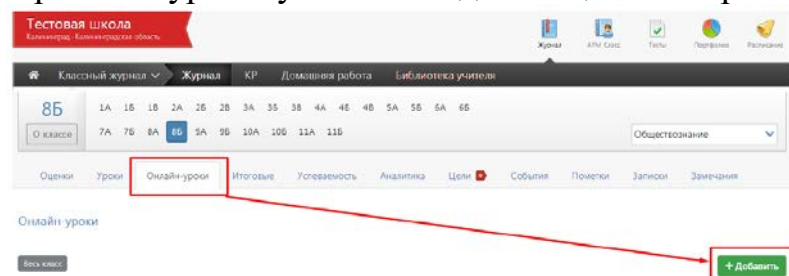 Тестовая школа
Калининград · Калининградская область
Журнал
Тесты
Портфолио
Расписание
Классный журнал Журнал КР Домашняя работа Библиотека учителя
8Б
О классе
1А 1Б 1В 2А 2Б 2В 3А 3Б 3В 4А 4Б 4В 5А 5Б 6А 6Б
7А 7Б 8А 8Б 9А 9Б 10А 10Б 11А 11Б
Обществознание
Оценки Уроки Онлайн-уроки Итоговые Успеваемость Аналитика Цели События Пометки Записки Замечания
Онлайн-уроки
Весь класс
+ Добавить